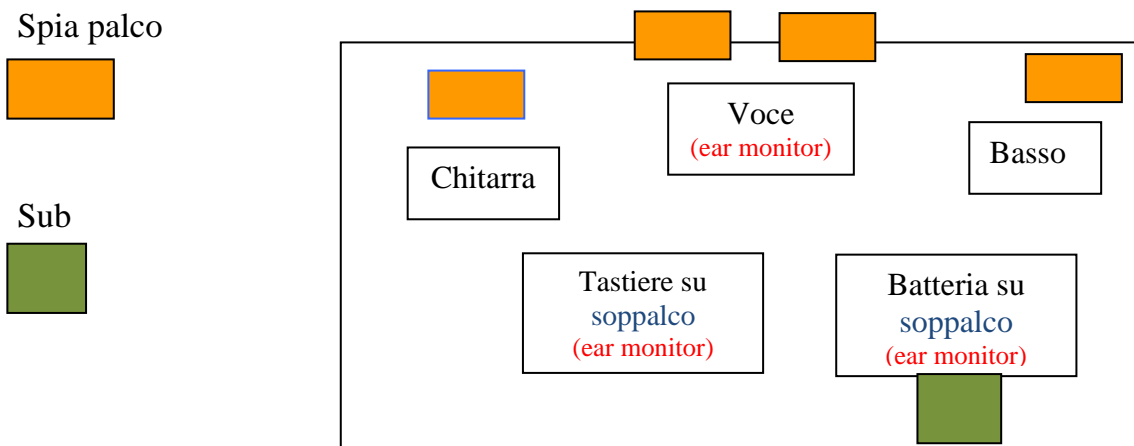 Spia palco
Sub
Voce
(ear monitor)
Basso
Chitarra
Tastiere su
soppalco
(ear monitor)
Batteria su
soppalco
(ear monitor)